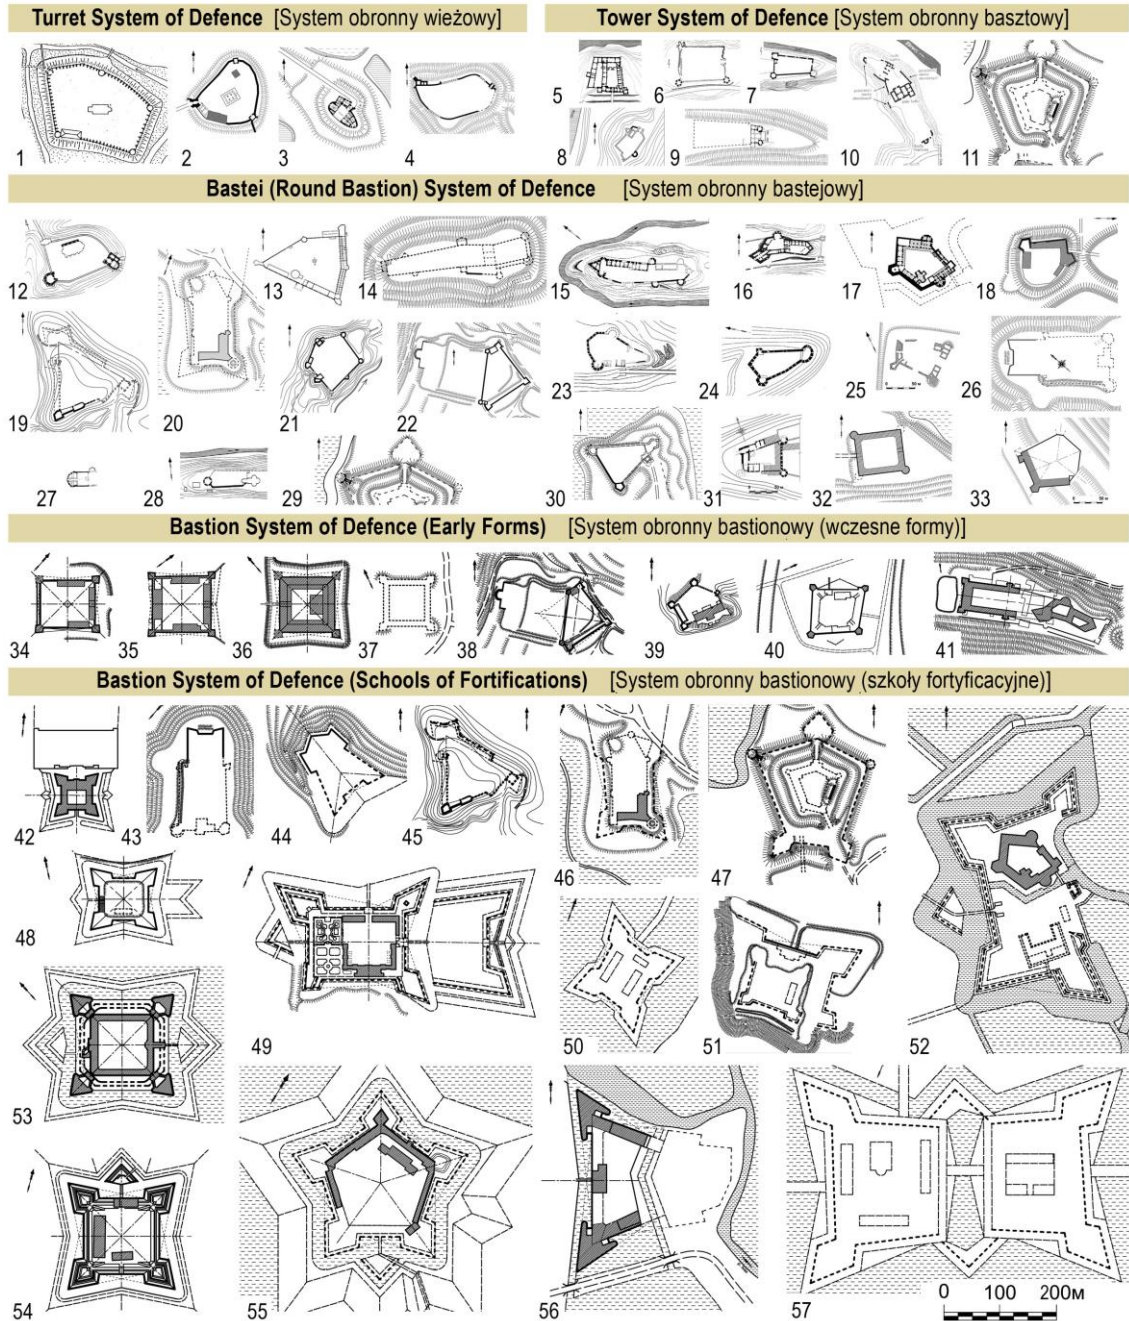 Turret System of Defence [System obronny wieżowy]
Tower System of Defence [System obronny basztowy]
1 2 3 4
5 6 7
8 9 10 11
Bastei (Round Bastion) System of Defence [System obronny bastejowy]
12 13 14 15 16 17 18
19 20 21 22 23 24 25 26
27 28 29 30 31 32 33
Bastion System of Defence (Early Forms) [System obronny bastionowy (wczesne formy)]
34 35 36 37 38 39 40 41
Bastion System of Defence (Schools of Fortifications) [System obronny bastionowy (szkoły fortyfikacyjne)]
42 43 44 45 46 47
48 49 50 51 52
53
54 55 56 57
0 100 200м